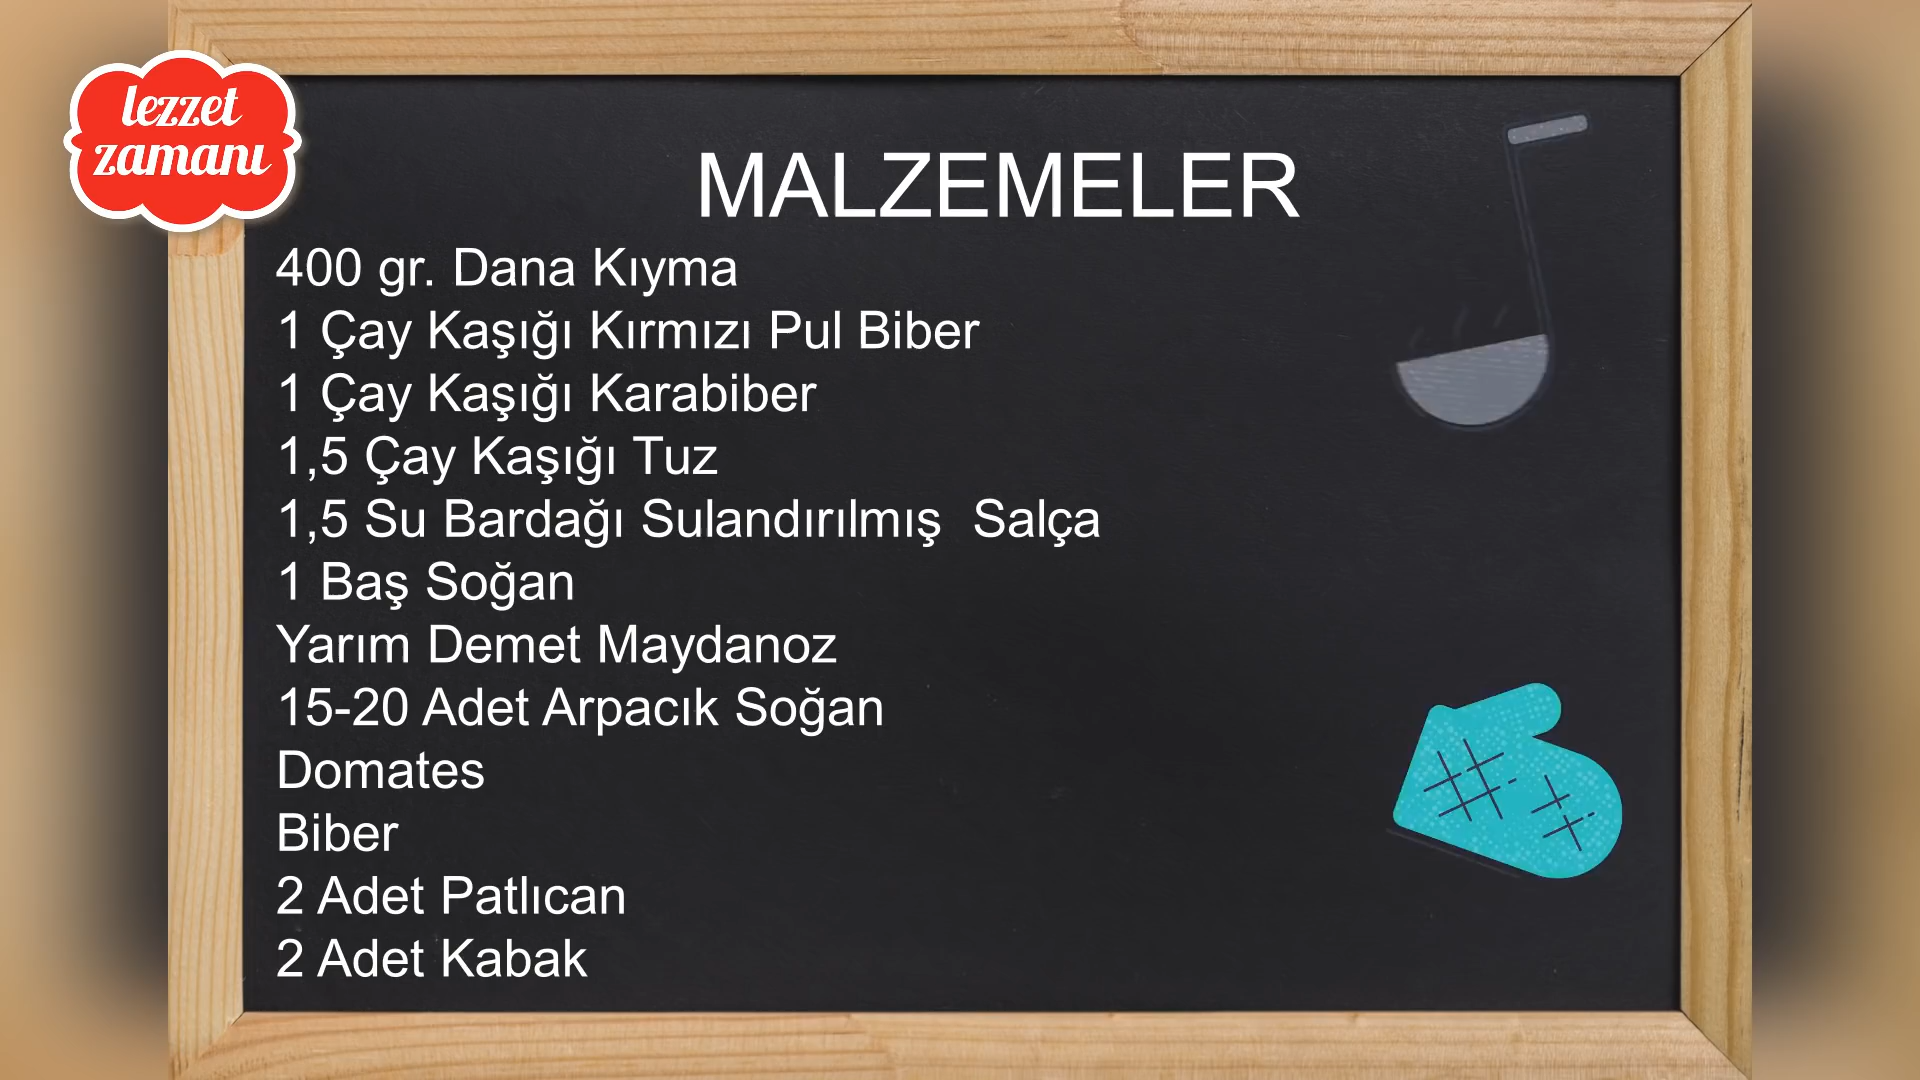 lezzet
zamanı
MALZEMELER
400 gr. Dana Kıyma
1 Çay Kaşığı Kırmızı Pul Biber
1 Çay Kaşığı Karabiber
1,5 Çay Kaşığı Tuz
1,5 Su Bardağı Sulandırılmış  Salça
1 Baş Soğan
Yarım Demet Maydanoz
15-20 Adet Arpacık Soğan
Domates
Biber
2 Adet Patlıcan
2 Adet Kabak